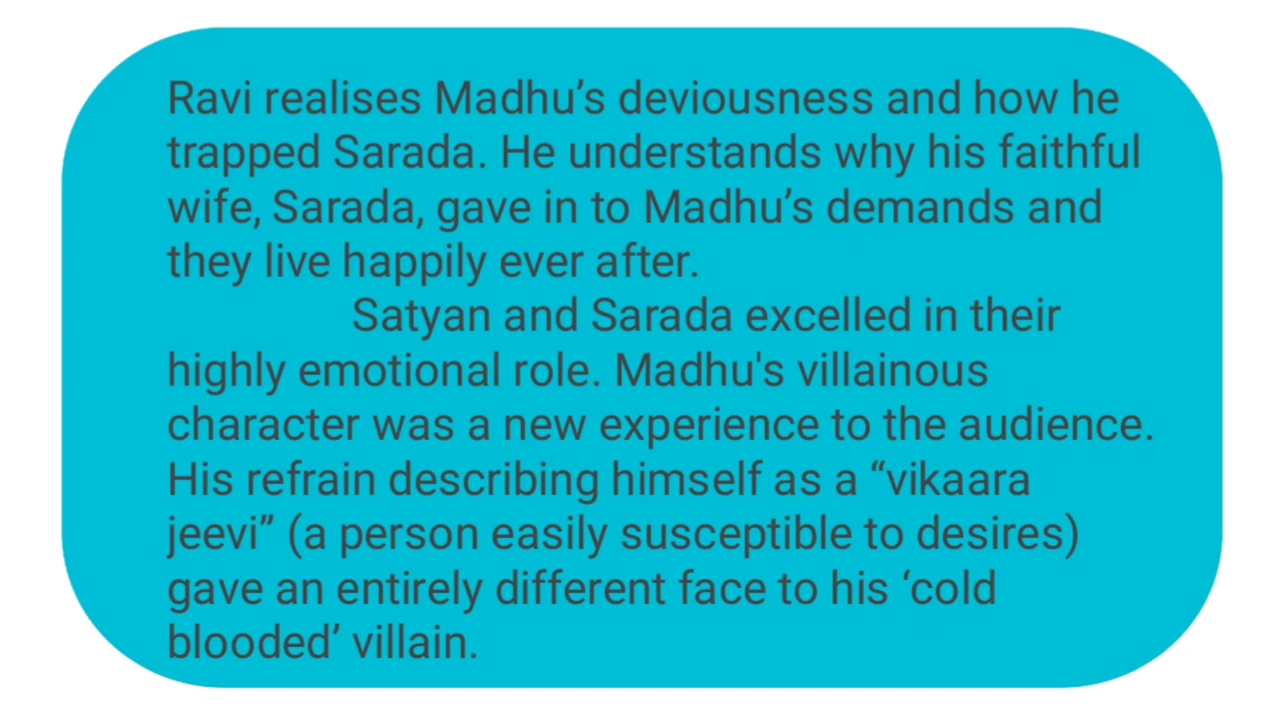 Ravi realises Madhu’s deviousness and how he
trapped Sarada. He understands why his faithful
wife, Sarada, gave in to Madhu’s demands and
they live happily ever after.
Satyan and Sarada excelled in their
highly emotional role. Madhu's villainous
character was a new experience to the audience.
His refrain describing himself as a “vikaara
jeevi” (a person easily susceptible to desires)
gave an entirely different face to his ‘cold
blooded’ villain.